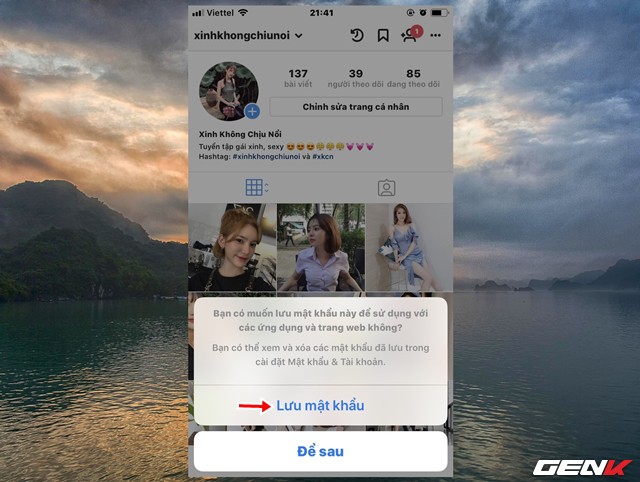 Viettel 21:41
xinhkhongchiunoi 1
137 39 85
bài viết người theo dõi đang theo dõi
Chỉnh sửa trang cá nhân
Xinh Không Chịu Nổi
Tuyển tập gái xinh, sexy 😍😍😤😤😤💗💗💗
Hashtag: #xinhkhongchiunoi và #xkcn
Bạn có muốn lưu mật khẩu này để sử dụng với
các ứng dụng và trang web không?
Bạn có thể xem và xóa các mật khẩu đã lưu trong
cài đặt Mật khẩu & Tài khoản.
Lưu mật khẩu
Để sau
GENK